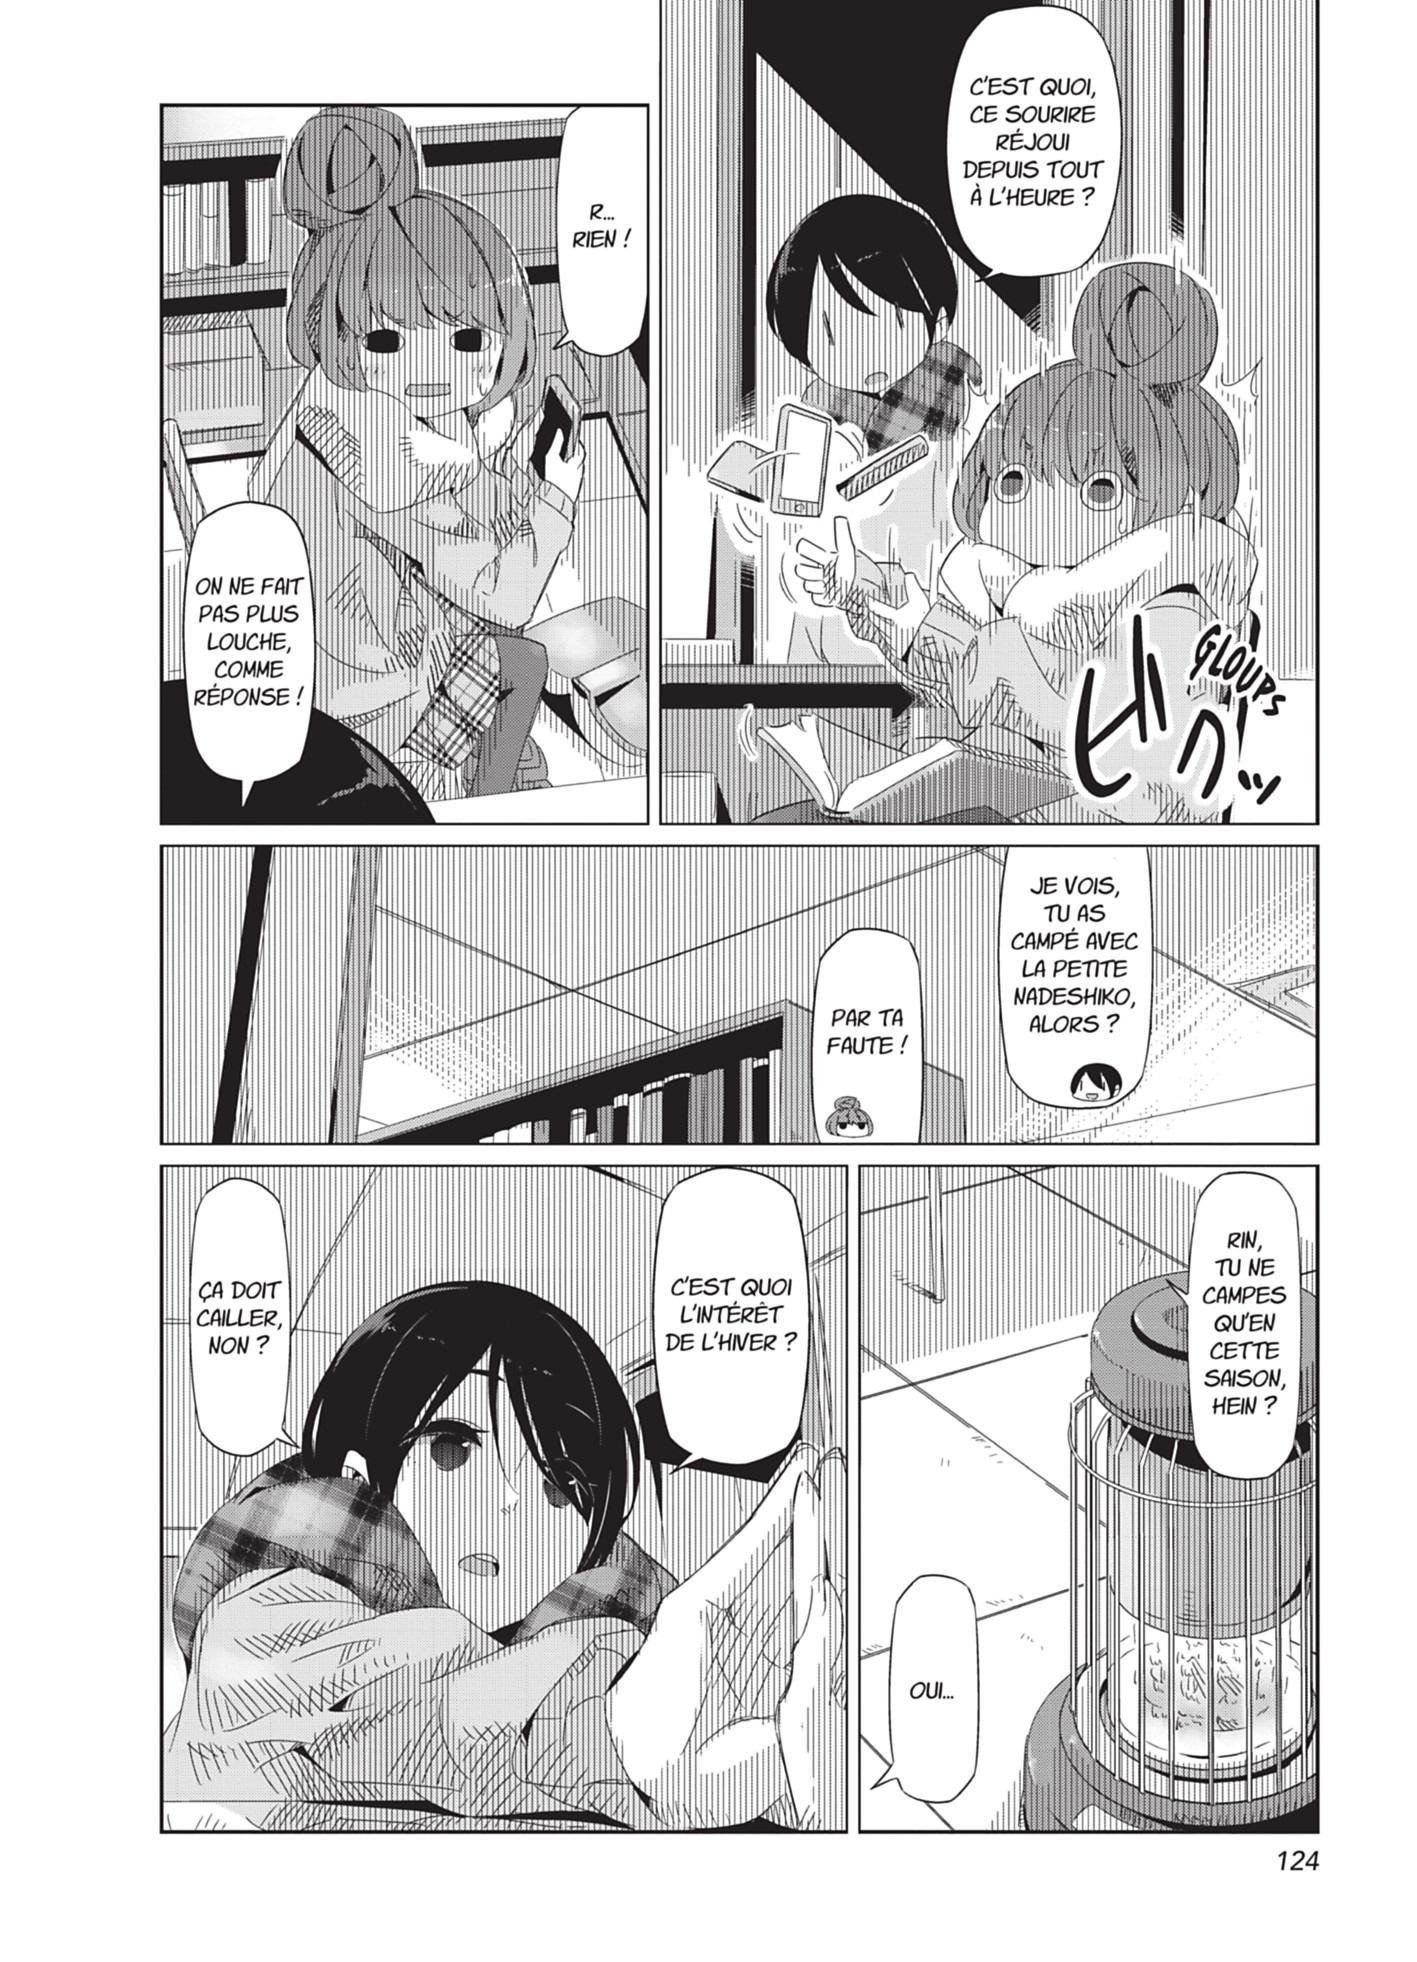 C'EST QUOI,
CE SOURIRE
RÉJOUI
DEPUIS TOUT
À L'HEURE ?
GLOUPS
ビクッ
R...
RIEN !
ON NE FAIT
PAS PLUS
LOUCHE,
COMME
RÉPONSE !
JE VOIS,
TU AS
CAMPÉ AVEC
LA PETITE
NADESHIKO,
ALORS ?
PAR TA
FAUTE !
RIN,
TU NE
CAMPES
QU'EN
CETTE
SAISON,
HEIN ?
OUI...
C'EST QUOI
L'INTÉRÊT
DE L'HIVER ?
ÇA DOIT
CAILLER,
NON ?
124